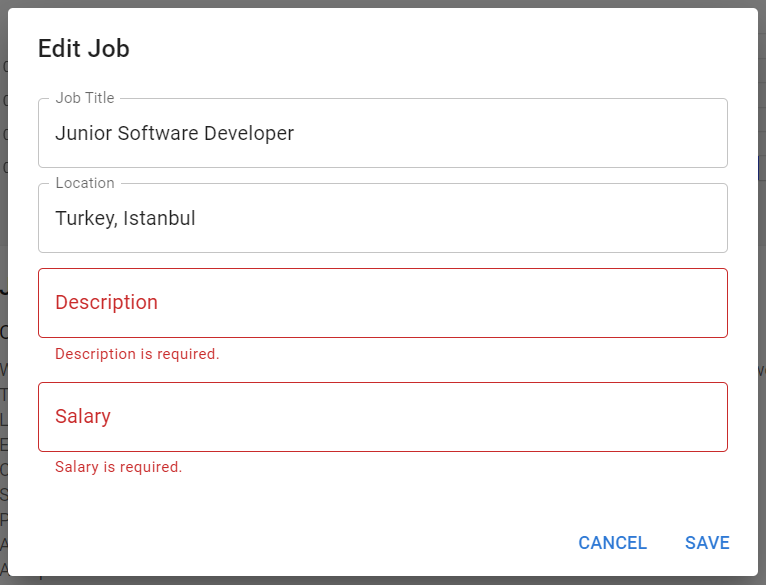 Edit Job
Job Title
Junior Software Developer
Location
Turkey, Istanbul
Description
Description is required.
Salary
Salary is required.
CANCEL
SAVE